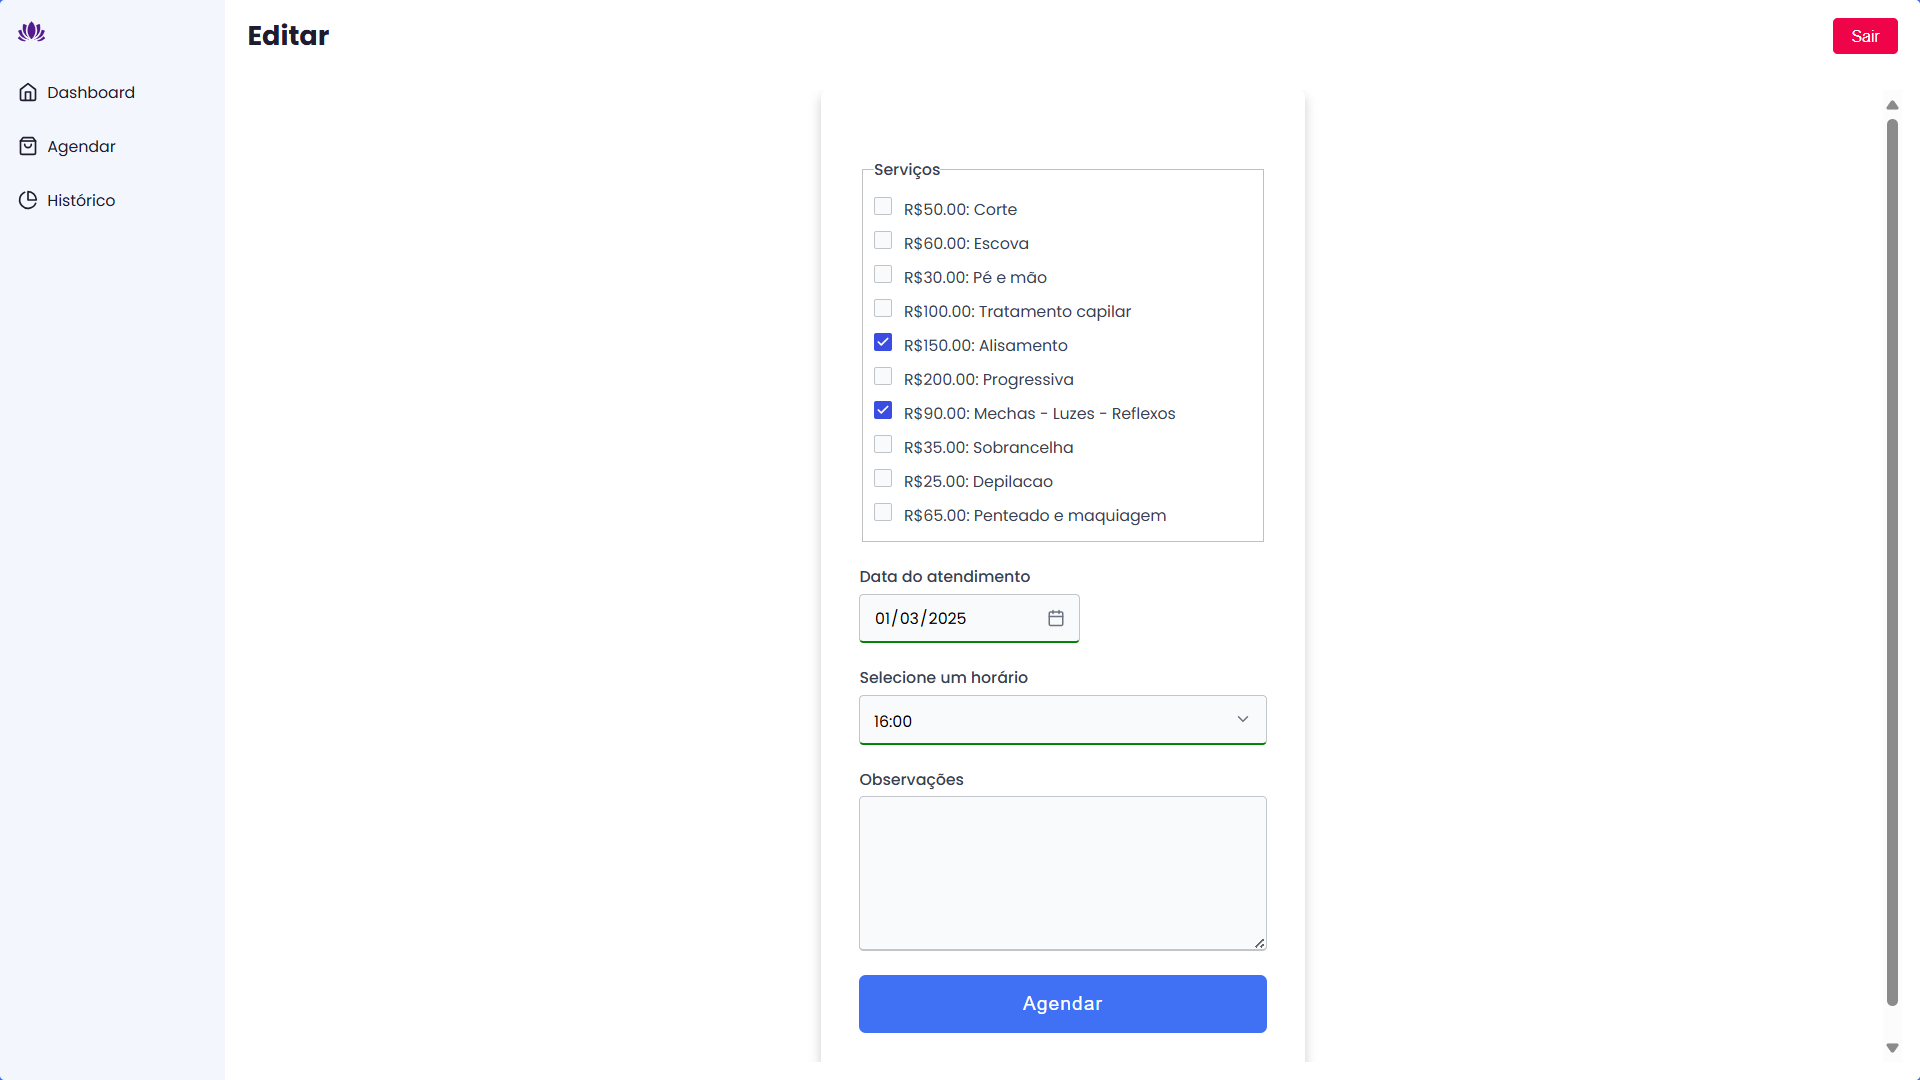 Editar
Sair
Dashboard
Agendar
Histórico
Serviços
R$50.00: Corte
R$60.00: Escova
R$30.00: Pé e mão
R$100.00: Tratamento capilar
R$150.00: Alisamento
R$200.00: Progressiva
R$90.00: Mechas - Luzes - Reflexos
R$35.00: Sobrancelha
R$25.00: Depilacao
R$65.00: Penteado e maquiagem
Data do atendimento
01/03/2025
Selecione um horário
16:00
Observações
Agendar